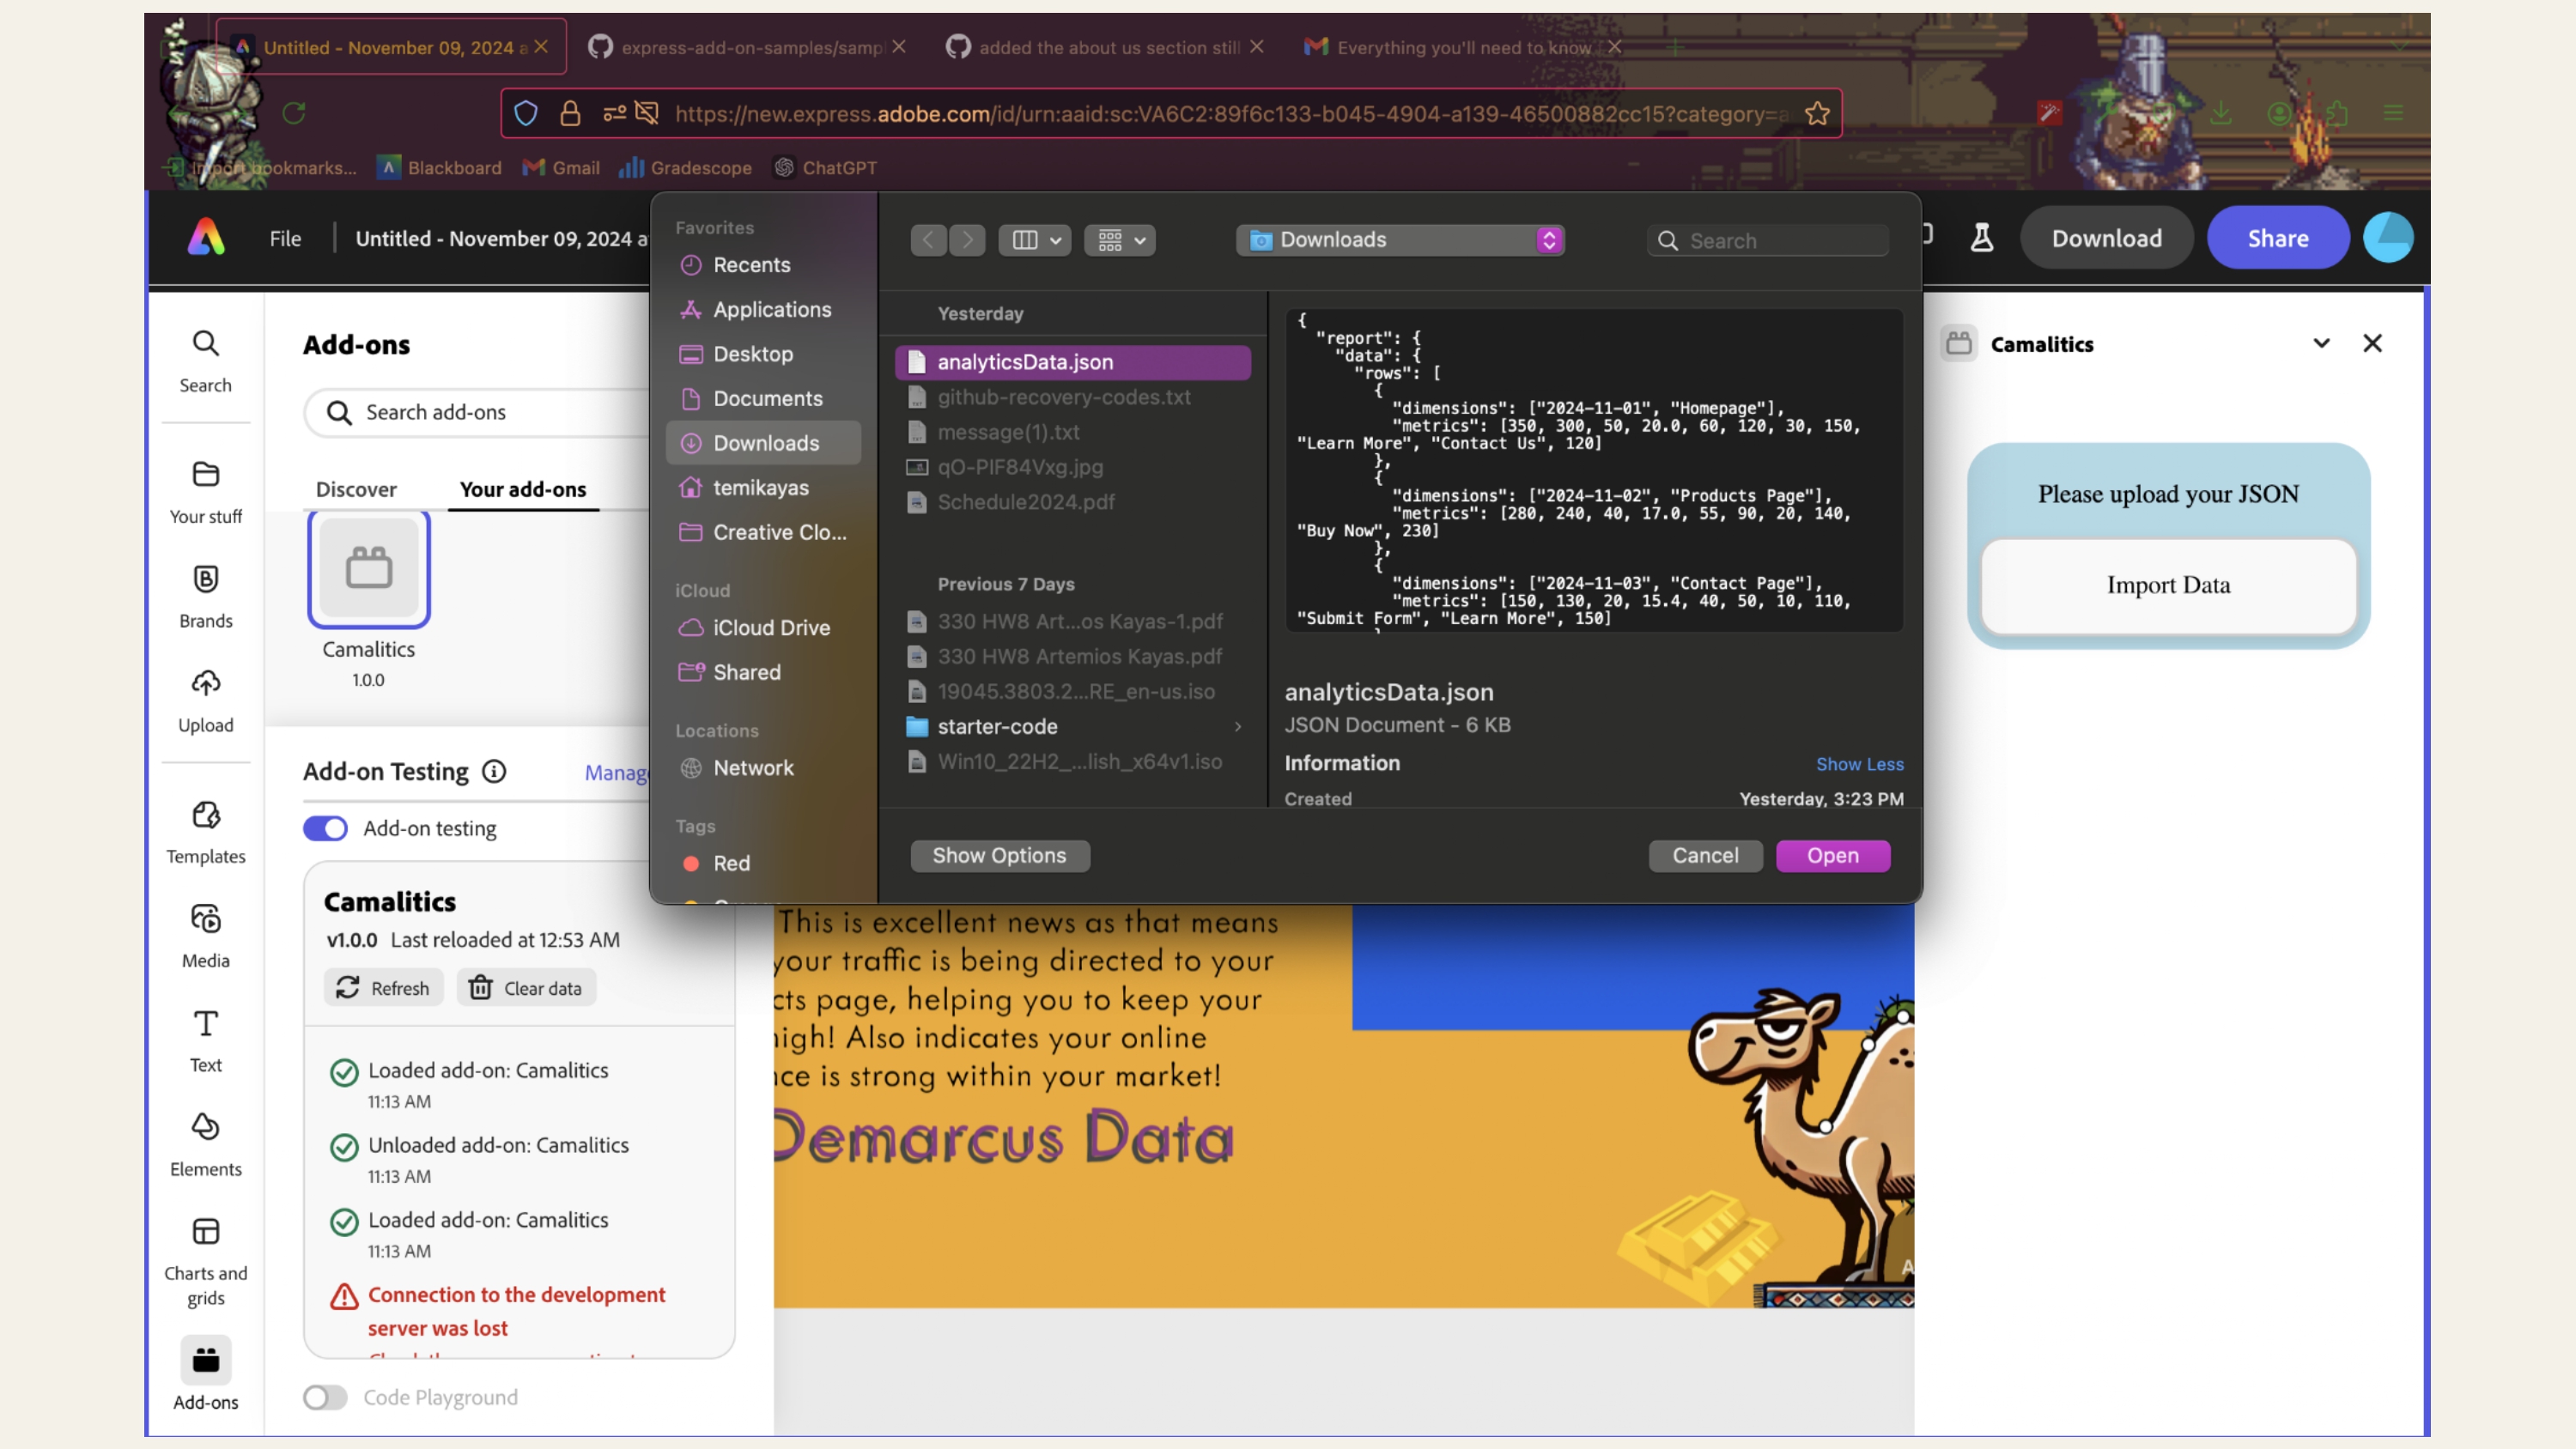 Untitled - November 09, 2024 a
express-add-on-samples/samp
added the about us section still
Everything you'll need to know
https://new.express.adobe.com/id/urn:aaid:sc:VA6C2:89f6c133-b045-4904-a139-46500882cc15?category=a
Import bookmarks...
Blackboard
Gmail
Gradescope
ChatGPT
File
Untitled - November 09, 2024 a
Download
Share
Search
Your stuff
Brands
Upload
Templates
Media
Text
Elements
Charts and
grids
Add-ons
Add-ons
Search add-ons
Discover
Your add-ons
Camalitics
1.0.0
Add-on Testing
Manag
Add-on testing
Camalitics
v1.0.0 Last reloaded at 12:53 AM
Refresh
Clear data
Loaded add-on: Camalitics
11:13 AM
Unloaded add-on: Camalitics
11:13 AM
Loaded add-on: Camalitics
11:13 AM
Connection to the development
server was lost
Code Playground
Favorites
Recents
Applications
Desktop
Documents
Downloads
temikayas
Creative Clo...
iCloud
iCloud Drive
Shared
Locations
Network
Tags
Red
Downloads
Search
Yesterday
analyticsData.json
github-recovery-codes.txt
message(1).txt
qO-PIF84Vxg.jpg
Schedule2024.pdf
Previous 7 Days
330 HW8 Art...os Kayas-1.pdf
330 HW8 Artemios Kayas.pdf
19045.3803.2...RE_en-us.iso
starter-code
Win10_22H2_...lish_x64v1.iso
{
"report": {
"data": {
"rows": [
{
"dimensions": ["2024-11-01", "Homepage"],
"metrics": [350, 300, 50, 20.0, 60, 120, 30, 150,
"Learn More", "Contact Us", 120]
},
{
"dimensions": ["2024-11-02", "Products Page"],
"metrics": [280, 240, 40, 17.0, 55, 90, 20, 140,
"Buy Now", 230]
},
{
"dimensions": ["2024-11-03", "Contact Page"],
"metrics": [150, 130, 20, 15.4, 40, 50, 10, 110,
"Submit Form", "Learn More", 150]
analyticsData.json
JSON Document - 6 KB
Information
Show Less
Created
Yesterday, 3:23 PM
Show Options
Cancel
Open
This is excellent news as that means
your traffic is being directed to your
cts page, helping you to keep your
high! Also indicates your online
nce is strong within your market!
Demarcus Data
A
Camalitics
Please upload your JSON
Import Data